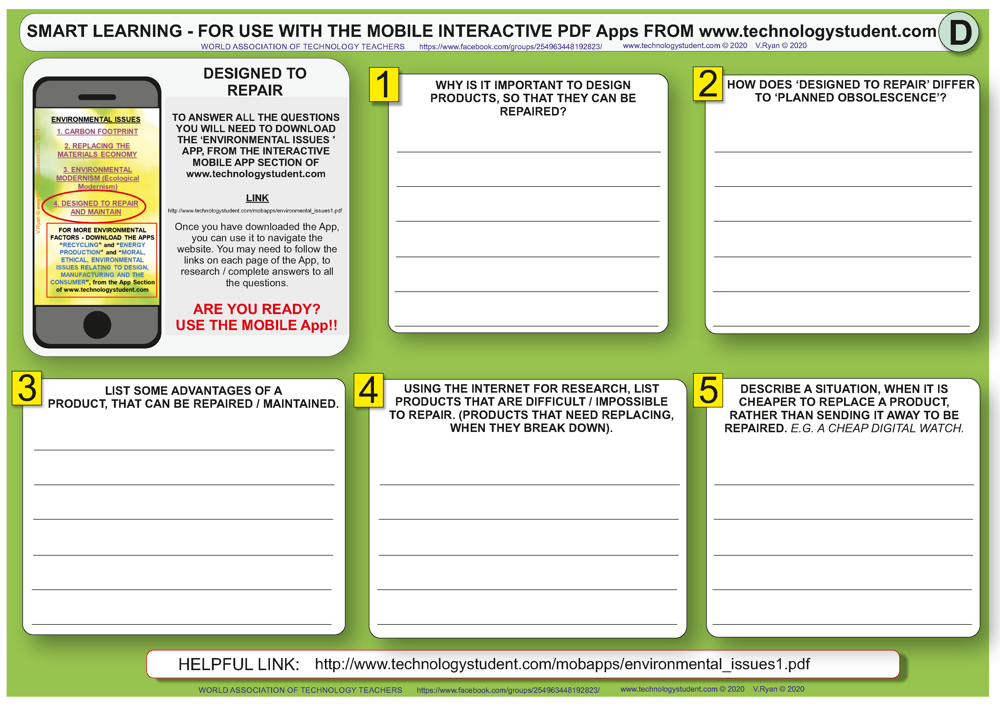 SMART LEARNING - FOR USE WITH THE MOBILE INTERACTIVE PDF Apps FROM www.technologystudent.com
D
WORLD ASSOCIATION OF TECHNOLOGY TEACHERS https://www.facebook.com/groups/254963448192823/ www.technologystudent.com © 2020 V.Ryan © 2020
DESIGNED TO
REPAIR
TO ANSWER ALL THE QUESTIONS
YOU WILL NEED TO DOWNLOAD
THE ‘ENVIRONMENTAL ISSUES ’
APP, FROM THE INTERACTIVE
MOBILE APP SECTION OF
www.technologystudent.com
LINK
http://www.technologystudent.com/mobapps/environmental_issues1.pdf
Once you have downloaded the App,
you can use it to navigate the
website. You may need to follow the
links on each page of the App, to
research / complete answers to all
the questions.
ARE YOU READY?
USE THE MOBILE App!!
ENVIRONMENTAL ISSUES
1. CARBON FOOTPRINT
2. REPLACING THE
MATERIALS ECONOMY
3. ENVIRONMENTAL
MODERNISM (Ecological
Modernism)
4. DESIGNED TO REPAIR
AND MAINTAIN
FOR MORE ENVIRONMENTAL
FACTORS - DOWNLOAD THE APPS
“RECYCLING” and “ENERGY
PRODUCTION” and “MORAL,
ETHICAL, ENVIRONMENTAL
ISSUES RELATING TO DESIGN,
MANUFACTURING AND THE
CONSUMER”, from the App Section
of www.technologystudent.com
V.Ryan © www.technologystudent.com 2019
1
WHY IS IT IMPORTANT TO DESIGN
PRODUCTS, SO THAT THEY CAN BE
REPAIRED?
2
HOW DOES ‘DESIGNED TO REPAIR’ DIFFER
TO ‘PLANNED OBSOLESCENCE’?
3
LIST SOME ADVANTAGES OF A
PRODUCT, THAT CAN BE REPAIRED / MAINTAINED.
4
USING THE INTERNET FOR RESEARCH, LIST
PRODUCTS THAT ARE DIFFICULT / IMPOSSIBLE
TO REPAIR. (PRODUCTS THAT NEED REPLACING,
WHEN THEY BREAK DOWN).
5
DESCRIBE A SITUATION, WHEN IT IS
CHEAPER TO REPLACE A PRODUCT,
RATHER THAN SENDING IT AWAY TO BE
REPAIRED. E.G. A CHEAP DIGITAL WATCH.
HELPFUL LINK: http://www.technologystudent.com/mobapps/environmental_issues1.pdf
WORLD ASSOCIATION OF TECHNOLOGY TEACHERS https://www.facebook.com/groups/254963448192823/ www.technologystudent.com © 2020 V.Ryan © 2020